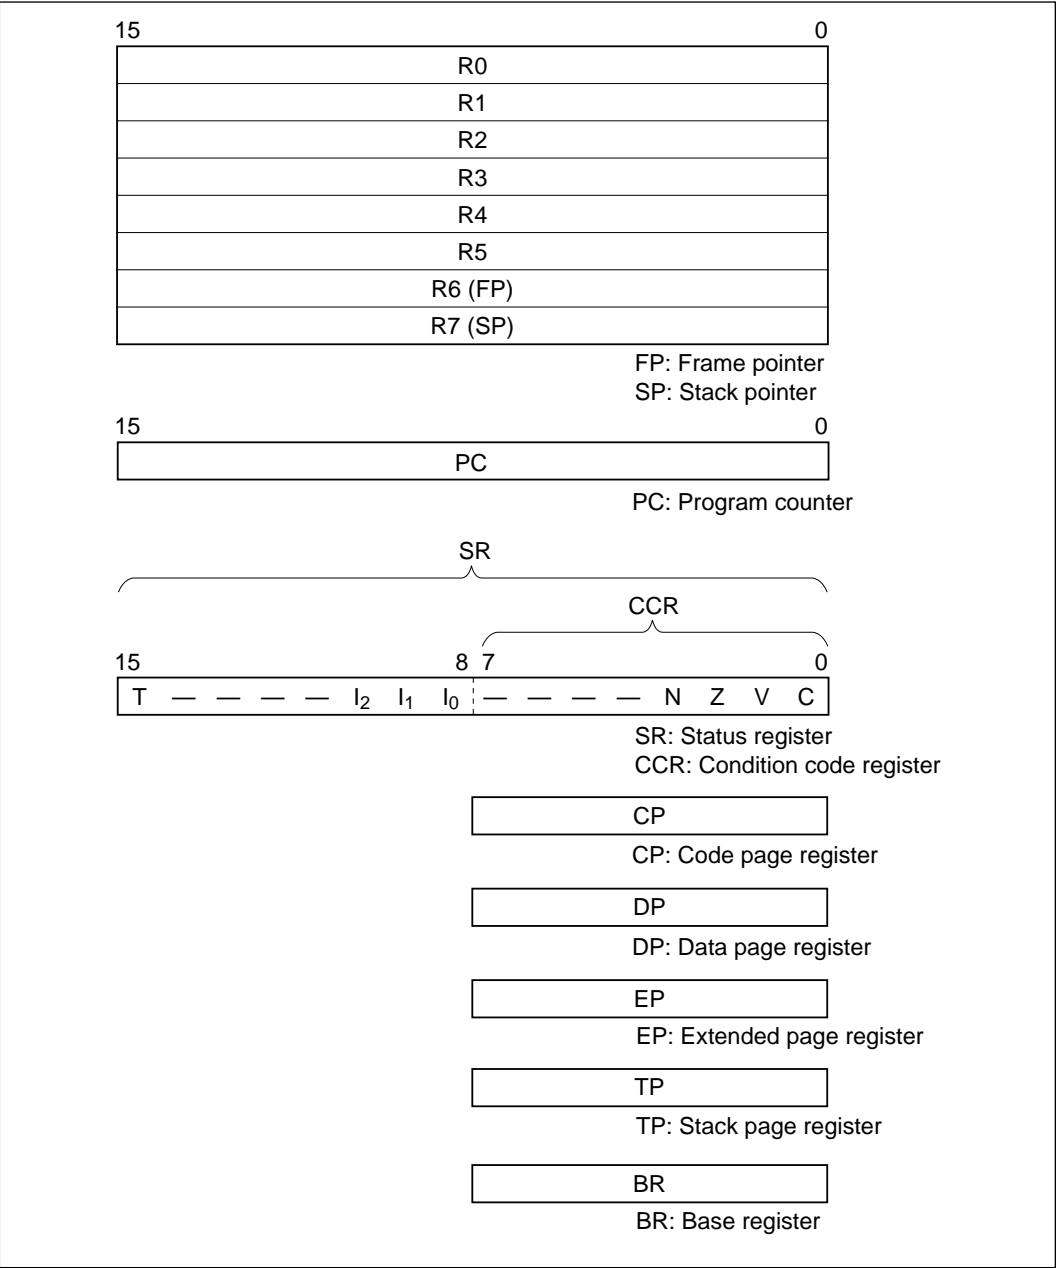 15 0
R0
R1
R2
R3
R4
R5
R6 (FP)
R7 (SP)
FP: Frame pointer
SP: Stack pointer
15 0
PC
PC: Program counter
SR
CCR
15 8 7 0
T — — — — I₂ I₁ I₀ — — — — N Z V C
SR: Status register
CCR: Condition code register
CP
CP: Code page register
DP
DP: Data page register
EP
EP: Extended page register
TP
TP: Stack page register
BR
BR: Base register